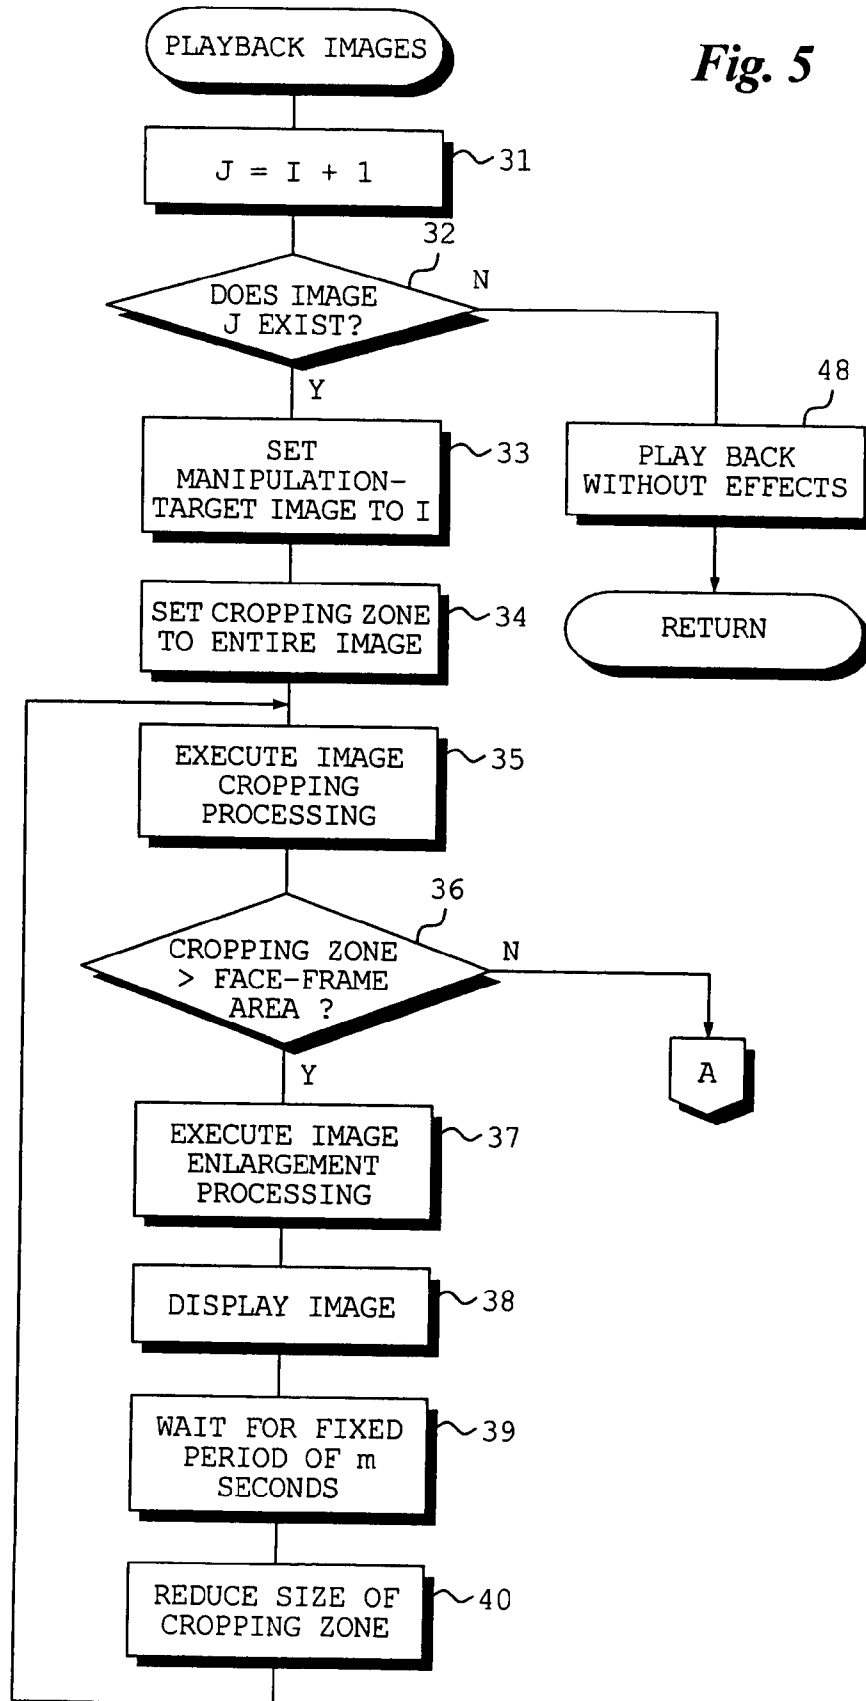 Fig. 5
PLAYBACK IMAGES
J = I + 1
31
32
DOES IMAGE
J EXIST?
N
Y
48
SET
MANIPULATION-
TARGET IMAGE TO I
33
PLAY BACK
WITHOUT EFFECTS
SET CROPPING ZONE
TO ENTIRE IMAGE
34
RETURN
EXECUTE IMAGE
CROPPING
PROCESSING
35
36
CROPPING ZONE
> FACE-FRAME
AREA ?
N
Y
A
EXECUTE IMAGE
ENLARGEMENT
PROCESSING
37
DISPLAY IMAGE
38
WAIT FOR FIXED
PERIOD OF m
SECONDS
39
REDUCE SIZE OF
CROPPING ZONE
40